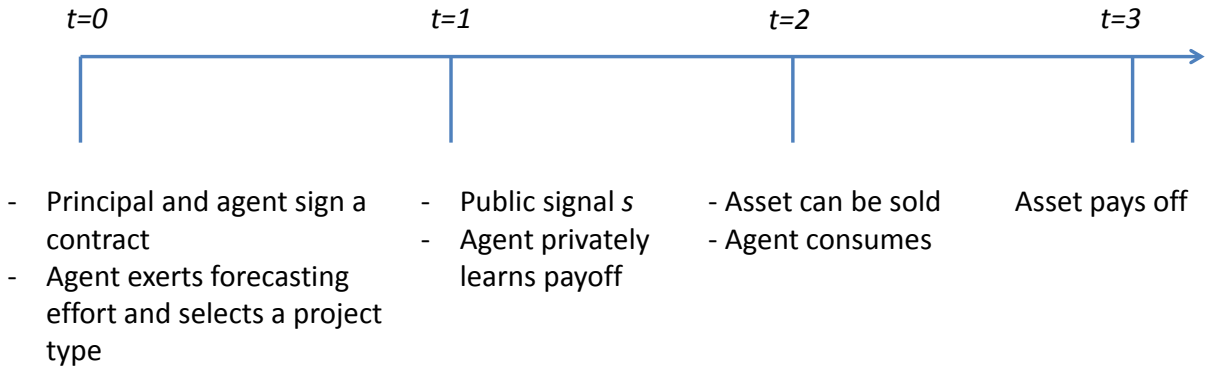 t=0
t=1
t=2
t=3
- Principal and agent sign a
contract
- Agent exerts forecasting
effort and selects a project
type
- Public signal s
- Agent privately
learns payoff
- Asset can be sold
- Agent consumes
Asset pays off